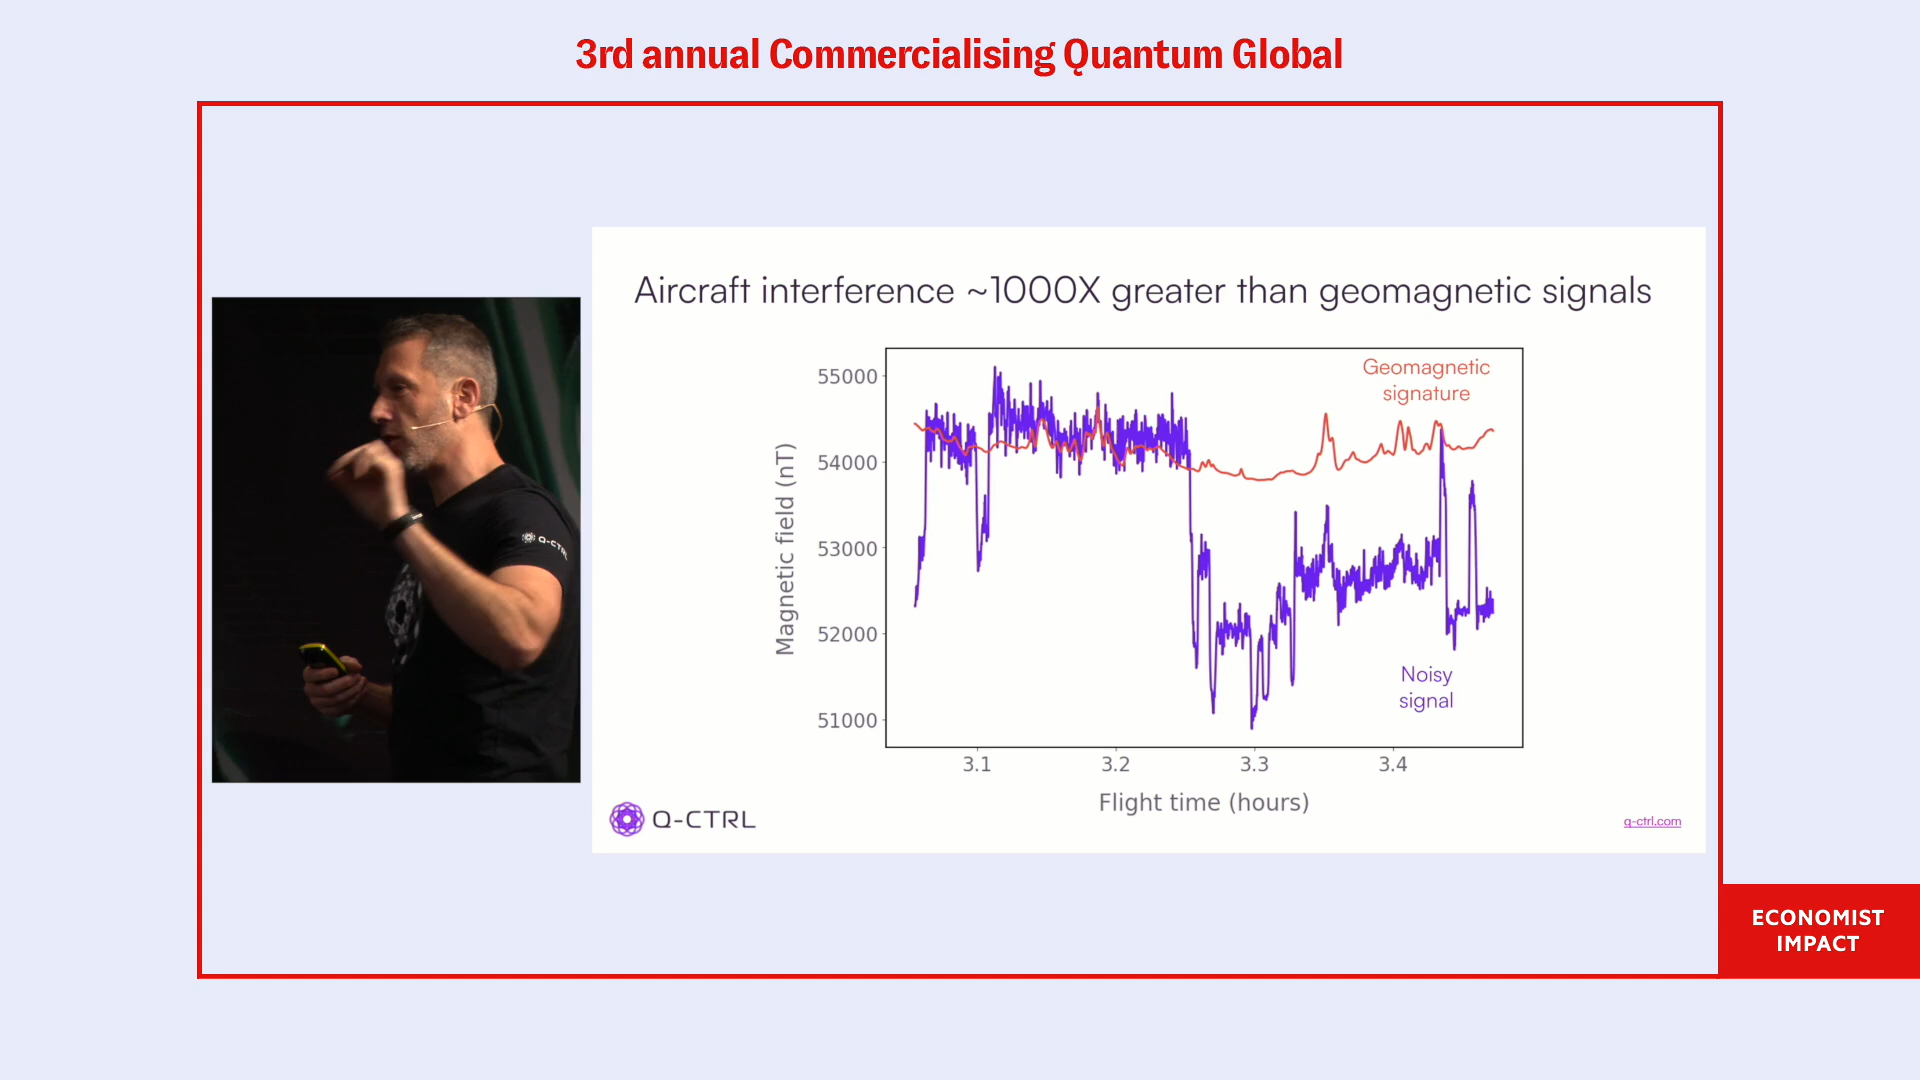 3rd annual Commercialising Quantum Global
Aircraft interference ~1000X greater than geomagnetic signals
Geomagnetic
signature
55000
54000
53000
52000
51000
Magnetic field (nT)
Noisy
signal
3.1 3.2 3.3 3.4
Flight time (hours)
Q-CTRL
q-ctrl.com
Q-CTRL
ECONOMIST
IMPACT